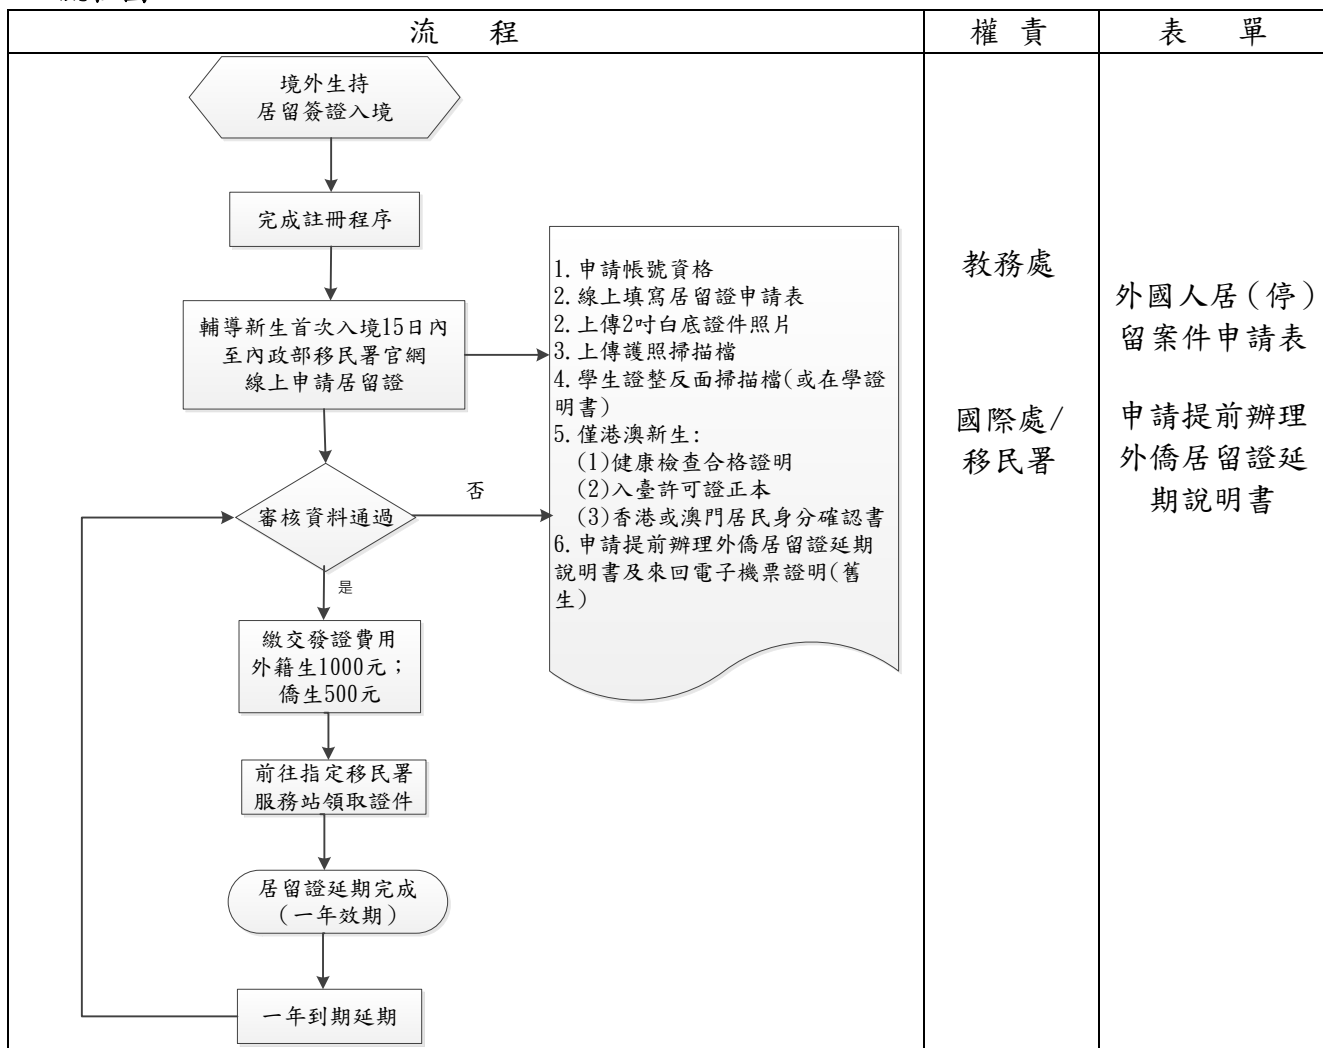 流　程
權 責
表　單
境外生持
居留簽證入境
完成註冊程序
輔導新生首次入境15日內
至內政部移民署官網
線上申請居留證
1.申請帳號資格
2.線上填寫居留證申請表
2.上傳2吋白底證件照片
3.上傳護照掃描檔
4.學生證整反面掃描檔(或在學證
明書)
5.僅港澳新生:
(1)健康檢查合格證明
(2)入臺許可證正本
(3)香港或澳門居民身分確認書
6.申請提前辦理外僑居留證延期
說明書及來回電子機票證明(舊
生)
審核資料通過
否
是
繳交發證費用
外籍生1000元；
僑生500元
前往指定移民署
服務站領取證件
居留證延期完成
(一年效期)
一年到期延期
教務處
國際處/
移民署
外國人居(停)
留案件申請表
申請提前辦理
外僑居留證延
期說明書